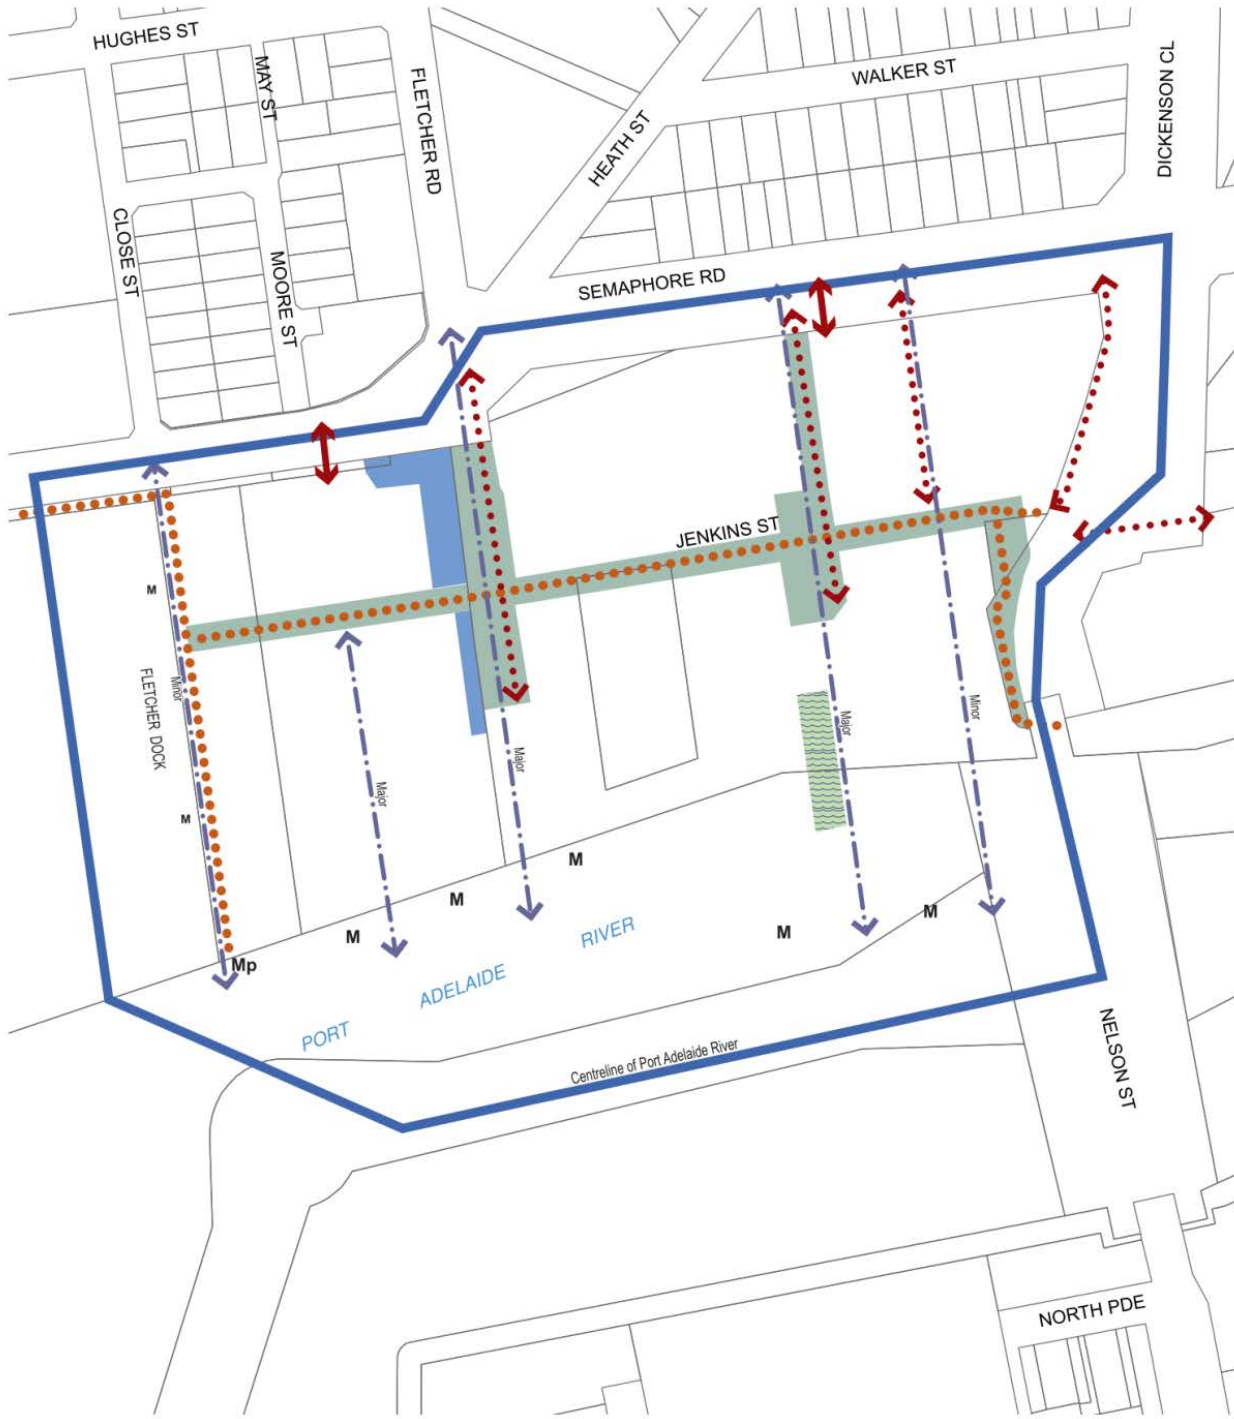 HUGHES ST
MAY ST
FLETCHER RD
HEATH ST
WALKER ST
DICKENSON CL
CLOSE ST
MOORE ST
SEMAPHORE RD
JENKINS ST
M
FLETCHER DOCK
Minor
Major
Major
Major
Minor
M
M
M
M
M
M
Mp
PORT ADELAIDE RIVER
Centreline of Port Adelaide River
NELSON ST
NORTH PDE